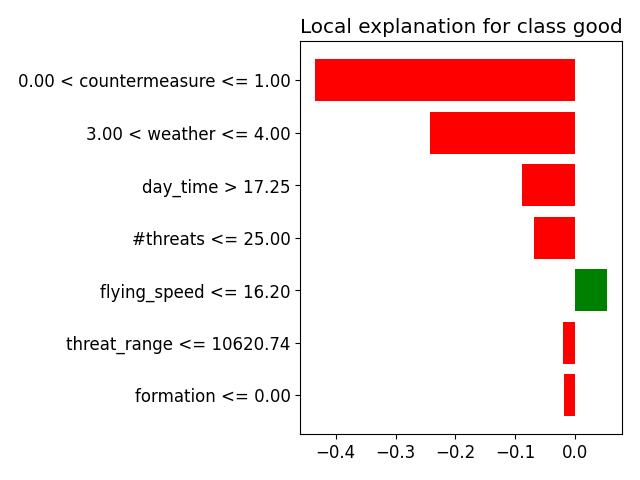 Local explanation for class good
0.00 < countermeasure <= 1.00
3.00 < weather <= 4.00
day_time > 17.25
#threats <= 25.00
flying_speed <= 16.20
threat_range <= 10620.74
formation <= 0.00
−0.4 −0.3 −0.2 −0.1 0.0